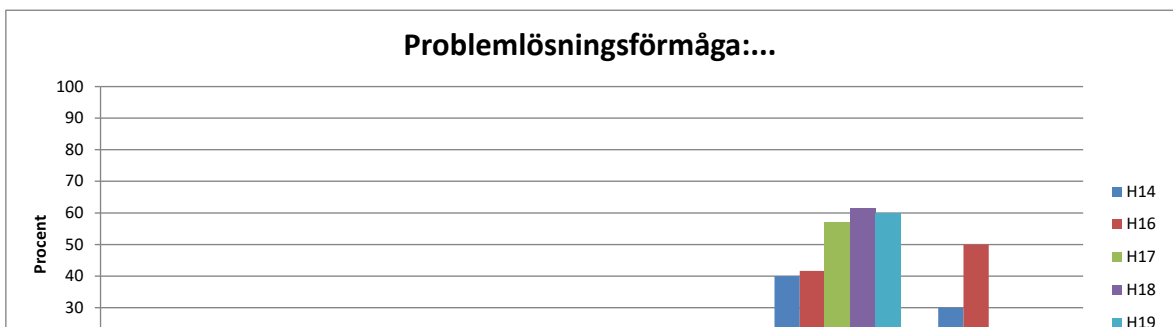 Problemlösningsförmåga:...
100
90
80
70
60
50
40
30
Procent
H14
H16
H17
H18
H19